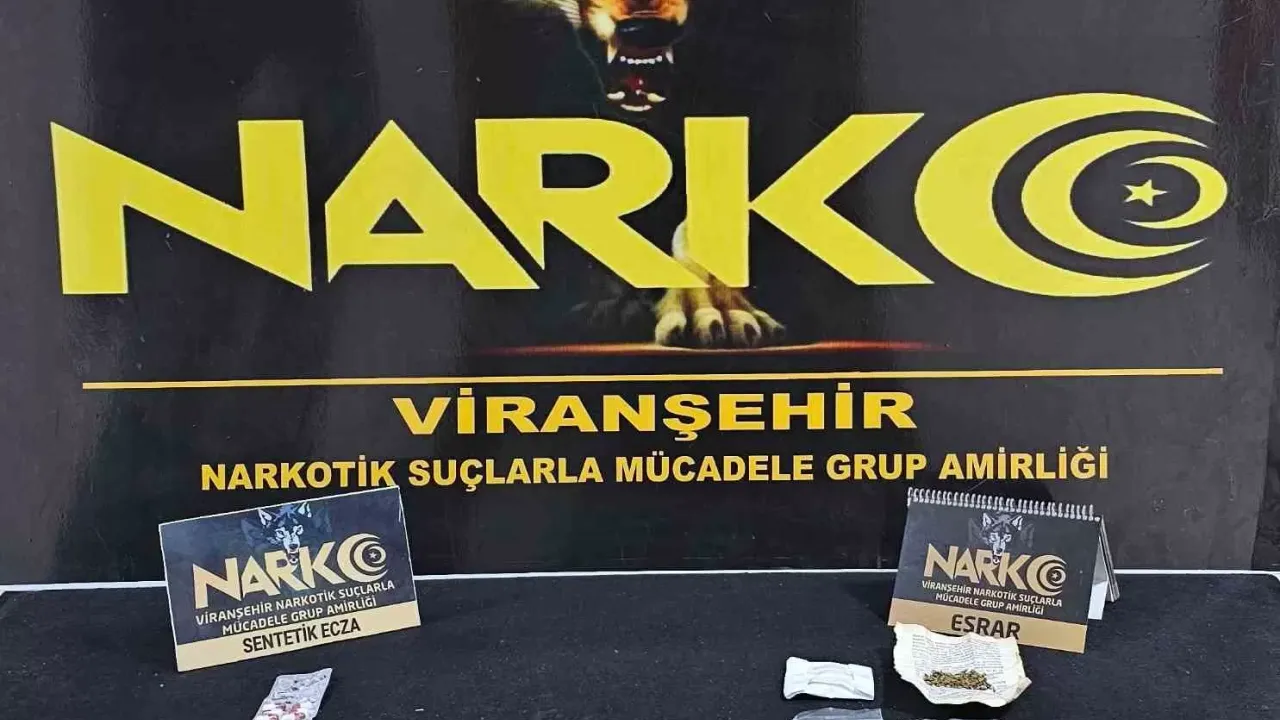 NARKO
VİRANŞEHİR
NARKOTİK SUÇLARLA MÜCADELE GRUP AMİRLİĞİ
NARKO
VİRANŞEHİR NARKOTİK SUÇLARLA
MÜCADELE GRUP AMİRLİĞİ
SENTETİK ECZA
NARKO
VİRANŞEHİR NARKOTİK SUÇLARLA
MÜCADELE GRUP AMİRLİĞİ
ESRAR